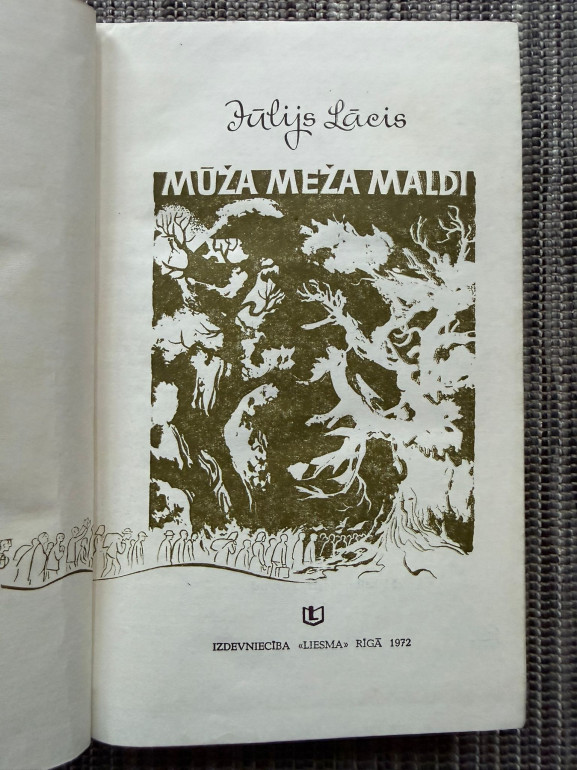 Jūlijs Lācis
MŪŽA MEŽA MALDI
L
IZDEVNIECĪBA «LIESMA» RĪGĀ 1972